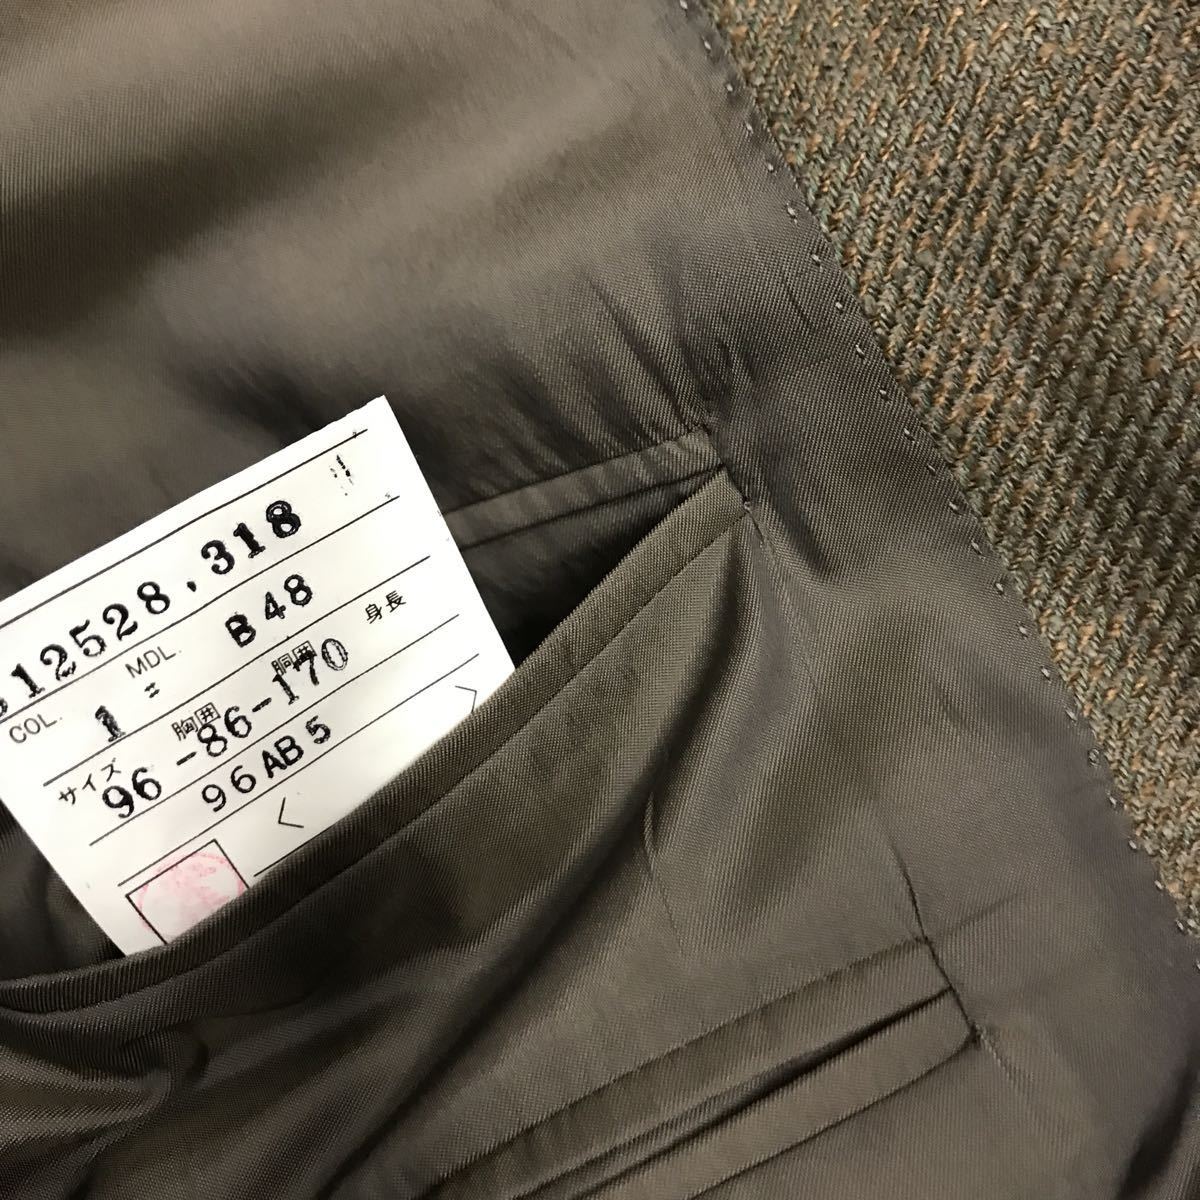 12528.318
MDL. B48
COL. 1 =
胸囲 胴囲 身長
サイズ 96-86-170
96AB5